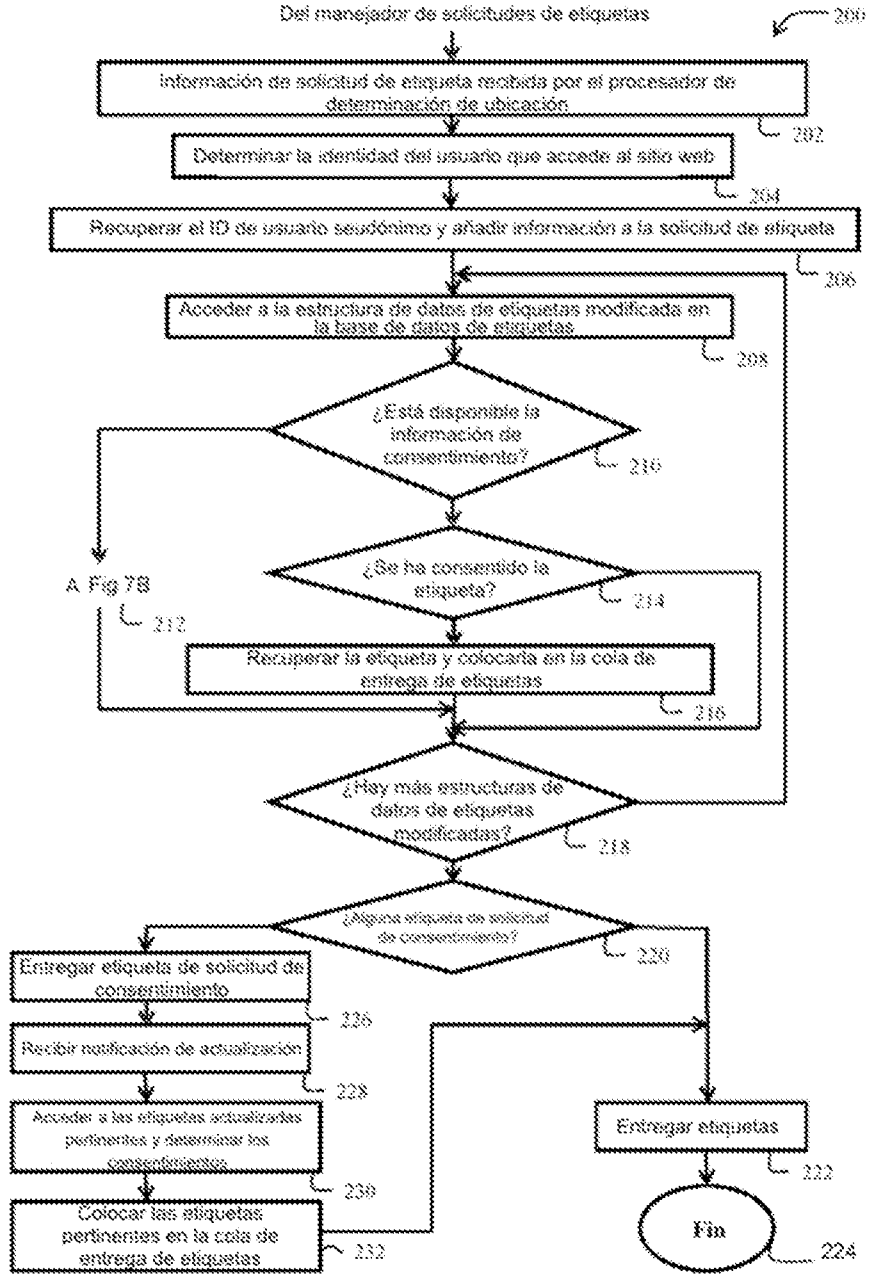 Del manejador de solicitudes de etiquetas
200
Información de solicitud de etiqueta recibida por el procesador de
determinación de ubicación
202
Determinar la identidad del usuario que accede al sitio web
204
Recuperar el ID de usuario seudónimo y añadir información a la solicitud de etiqueta
206
Acceder a la estructura de datos de etiquetas modificada en
la base de datos de etiquetas
208
¿Está disponible la
información de
consentimiento?
210
¿Se ha consentido la
etiqueta?
214
A Fig 7B
212
Recuperar la etiqueta y colocarla en la cola de
entrega de etiquetas
216
¿Hay más estructuras de
datos de etiquetas
modificadas?
218
¿Alguna etiqueta de solicitud
de consentimiento?
220
Entregar etiqueta de solicitud de
consentimiento
226
Recibir notificación de actualización
228
Acceder a las etiquetas actualizadas
pertinentes y determinar los
consentimientos
230
Colocar las etiquetas
pertinentes en la cola de
entrega de etiquetas
232
Entregar etiquetas
222
Fin
224